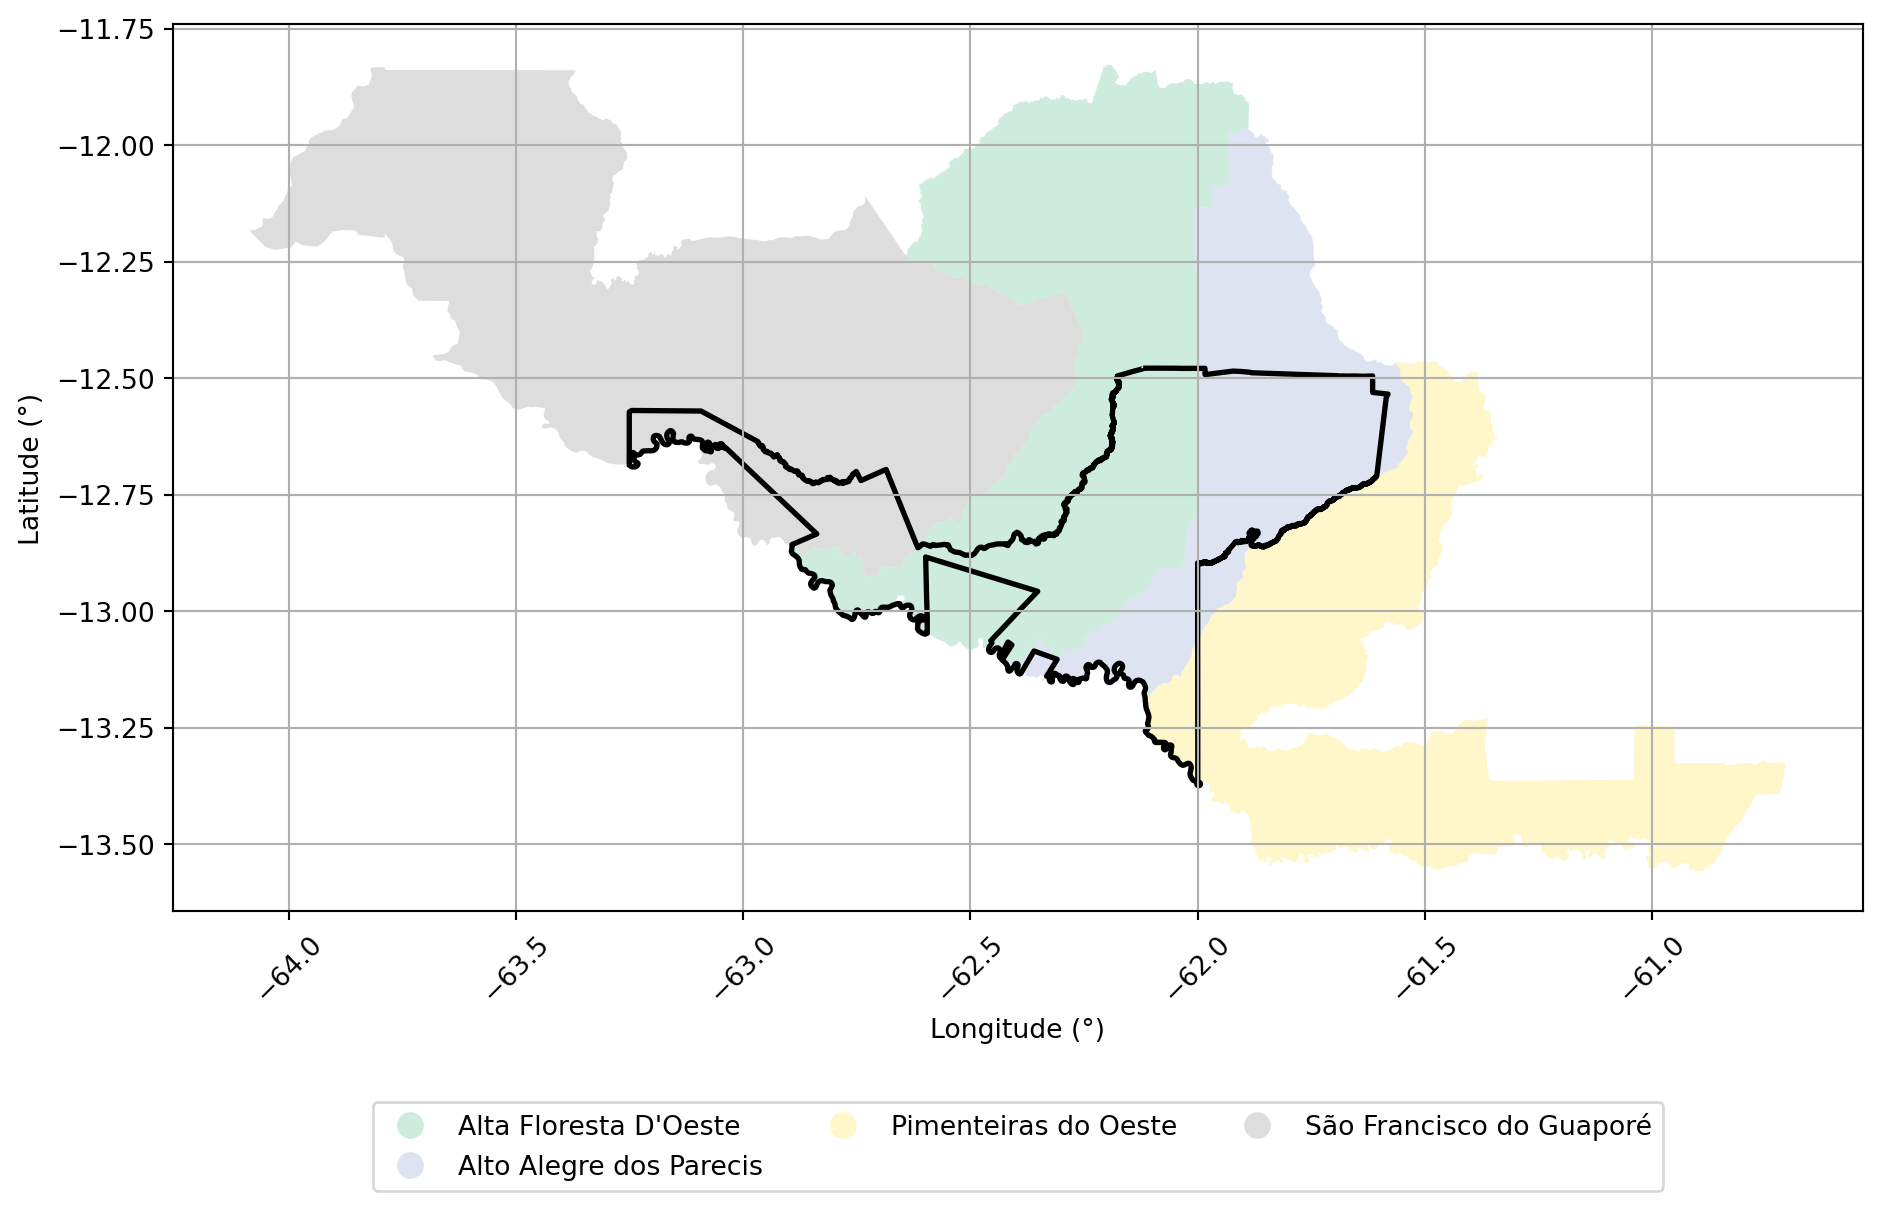 −11.75
−12.00
−12.25
−12.50
−12.75
−13.00
−13.25
−13.50
Latitude (°)
−64.0
−63.5
−63.0
−62.5
−62.0
−61.5
−61.0
Longitude (°)
Alta Floresta D'Oeste
Alto Alegre dos Parecis
Pimenteiras do Oeste
São Francisco do Guaporé